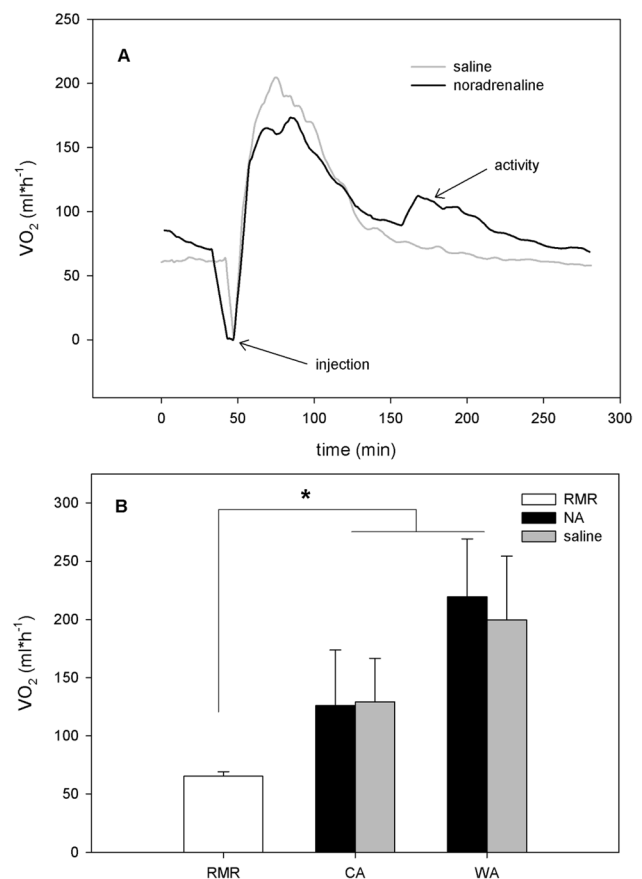 A
saline
noradrenaline
250
200
150
100
50
0
VO2 (ml*h-1)
activity
injection
0 50 100 150 200 250 300
time (min)
B
*
RMR
NA
saline
300
250
200
150
100
50
0
VO2 (ml*h-1)
RMR CA WA